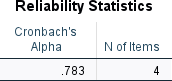 Reliability Statistics
Cronbach's
Alpha N of Items
.783 4